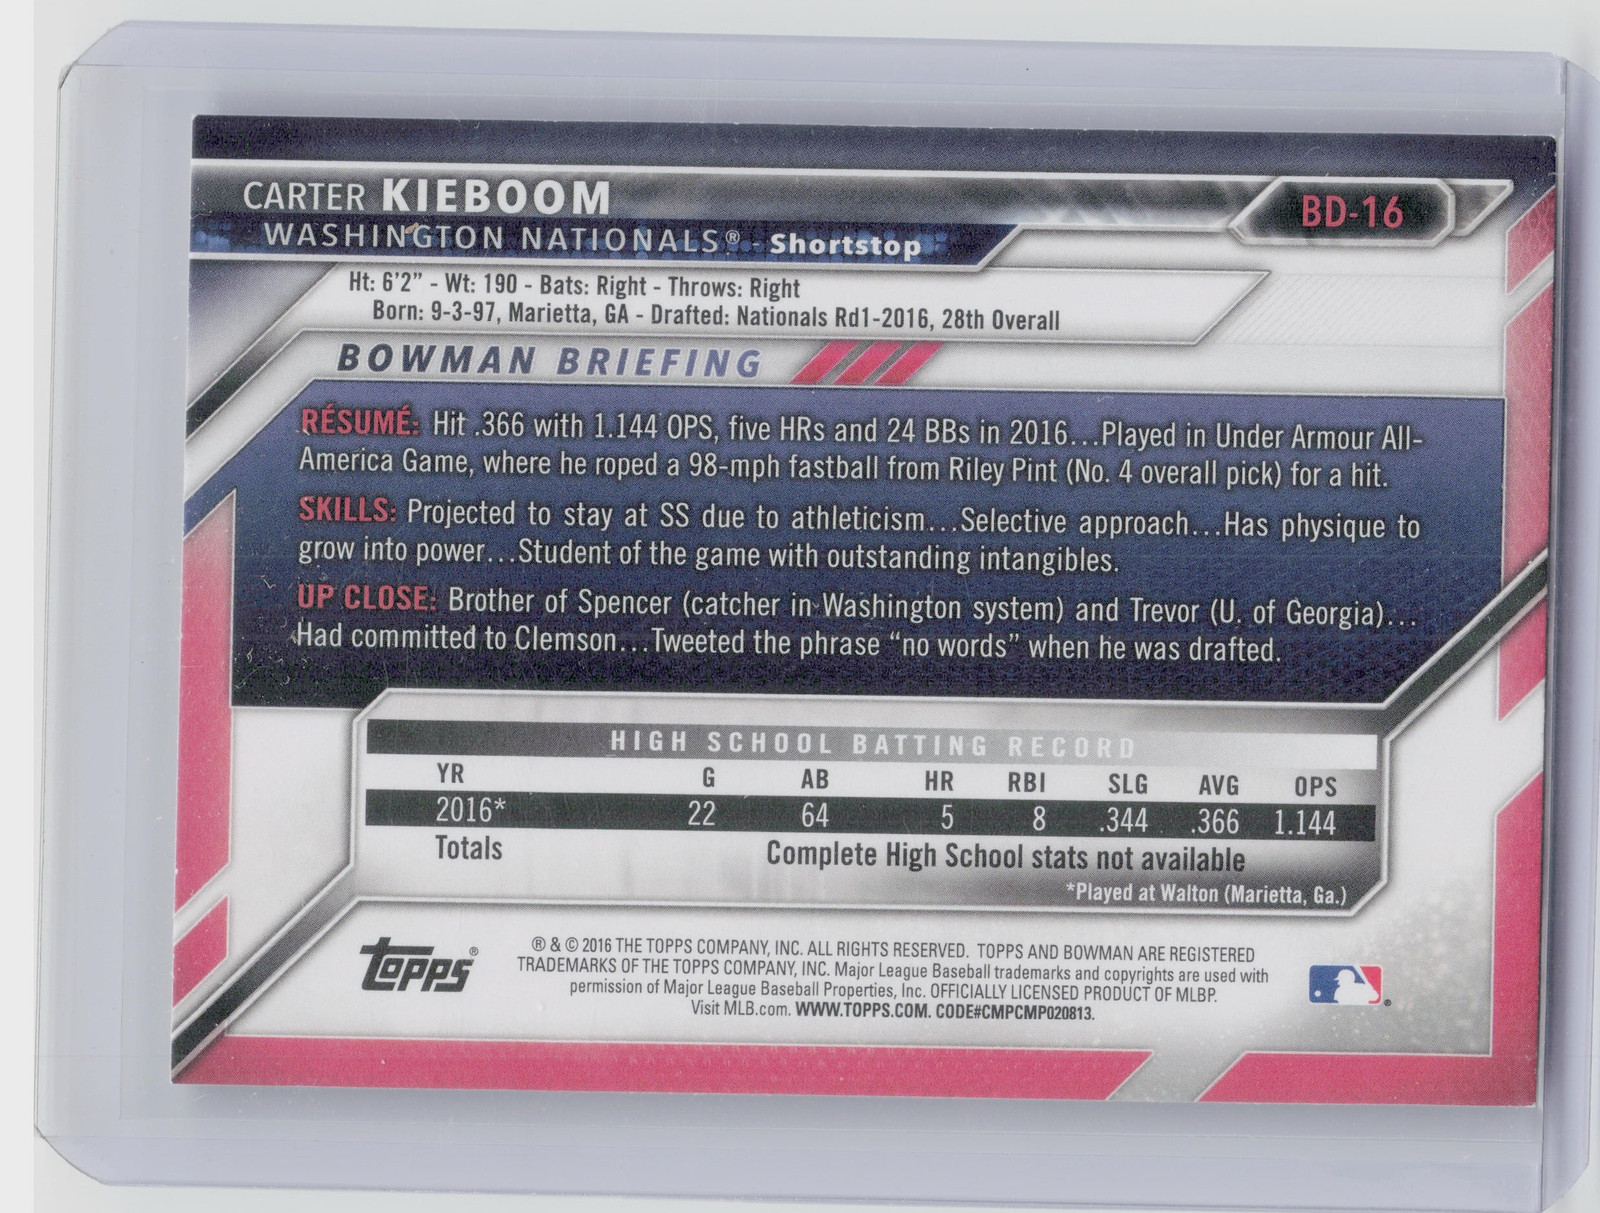 CARTER KIEBOOM
BD-16
WASHINGTON NATIONALS® - Shortstop
Ht: 6'2" - Wt: 190 - Bats: Right - Throws: Right
Born: 9-3-97, Marietta, GA - Drafted: Nationals Rd1-2016, 28th Overall
BOWMAN BRIEFING
RÉSUMÉ: Hit .366 with 1.144 OPS, five HRs and 24 BBs in 2016...Played in Under Armour All-
America Game, where he roped a 98-mph fastball from Riley Pint (No. 4 overall pick) for a hit.
SKILLS: Projected to stay at SS due to athleticism...Selective approach...Has physique to
grow into power...Student of the game with outstanding intangibles.
UP CLOSE: Brother of Spencer (catcher in Washington system) and Trevor (U. of Georgia)...
Had committed to Clemson...Tweeted the phrase "no words" when he was drafted.
HIGH SCHOOL BATTING RECORD
YR G AB HR RBI SLG AVG OPS
2016* 22 64 5 8 .344 .366 1.144
Totals Complete High School stats not available
*Played at Walton (Marietta, Ga.)
TOPPS®
® & © 2016 THE TOPPS COMPANY, INC. ALL RIGHTS RESERVED. TOPPS AND BOWMAN ARE REGISTERED
TRADEMARKS OF THE TOPPS COMPANY, INC. Major League Baseball trademarks and copyrights are used with
permission of Major League Baseball Properties, Inc. OFFICIALLY LICENSED PRODUCT OF MLBP.
Visit MLB.com. WWW.TOPPS.COM. CODE#CMPCMP020813.